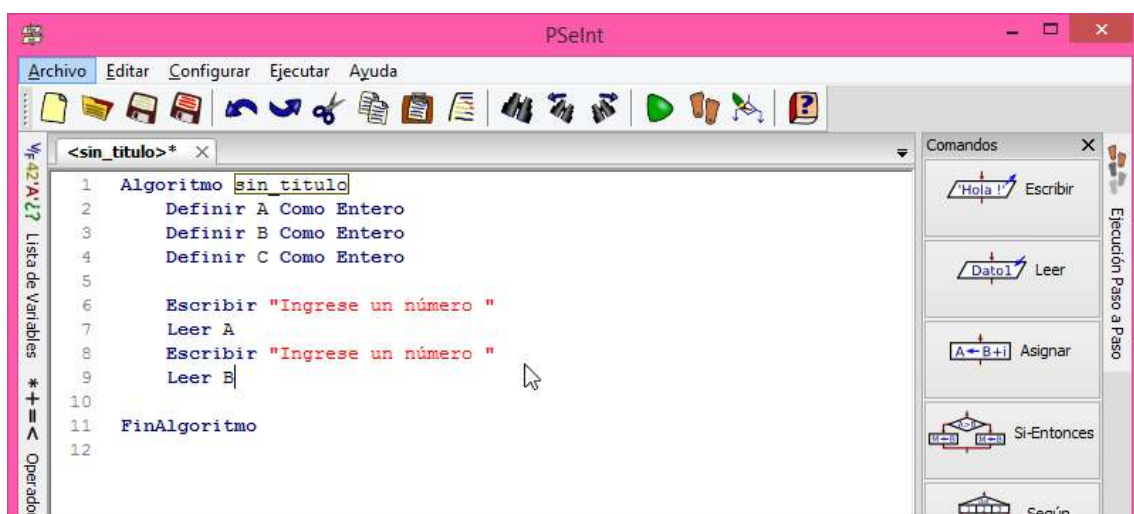 PSeInt
Archivo Editar Configurar Ejecutar Ayuda
<sin_titulo>*
1 Algoritmo sin_titulo
2 Definir A Como Entero
3 Definir B Como Entero
4 Definir C Como Entero
5
6 Escribir "Ingrese un número "
7 Leer A
8 Escribir "Ingrese un número "
9 Leer B
10
11 FinAlgoritmo
12
Lista de Variables
*+=<
Comandos
'Hola !' Escribir
Dato1 Leer
A←B+i Asignar
Si-Entonces
Según
Ejecución Paso a Paso